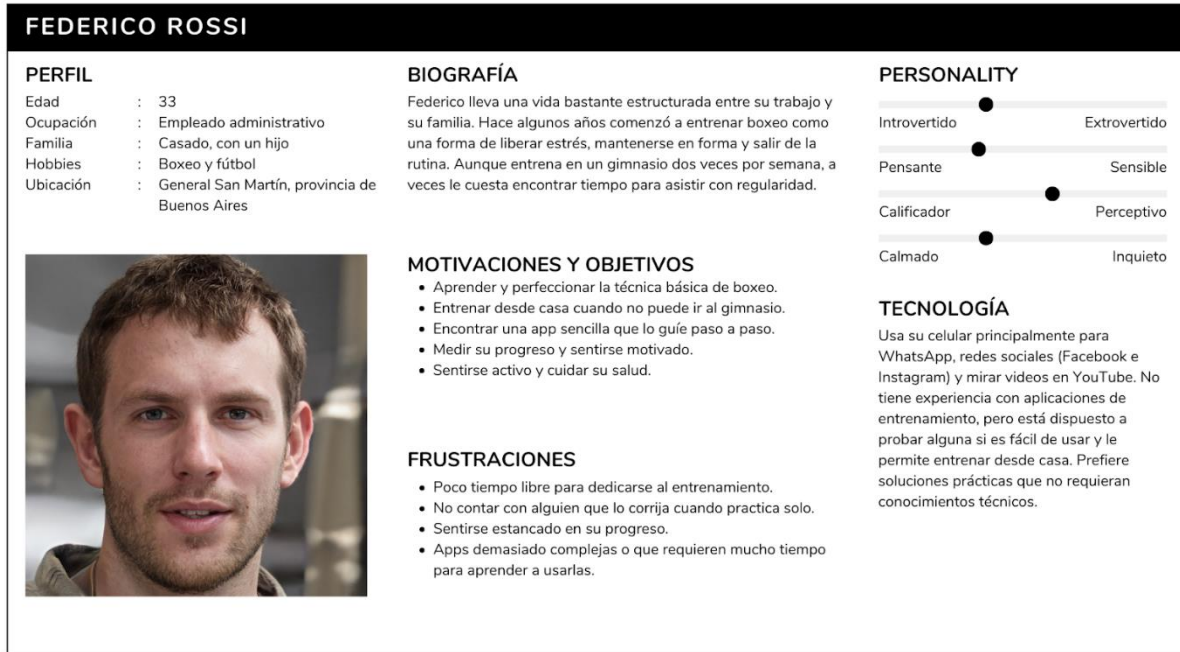 FEDERICO ROSSI
PERFIL
Edad : 33
Ocupación : Empleado administrativo
Familia : Casado, con un hijo
Hobbies : Boxeo y fútbol
Ubicación : General San Martín, provincia de
Buenos Aires
BIOGRAFÍA
Federico lleva una vida bastante estructurada entre su trabajo y
su familia. Hace algunos años comenzó a entrenar boxeo como
una forma de liberar estrés, mantenerse en forma y salir de la
rutina. Aunque entrena en un gimnasio dos veces por semana, a
veces le cuesta encontrar tiempo para asistir con regularidad.
MOTIVACIONES Y OBJETIVOS
• Aprender y perfeccionar la técnica básica de boxeo.
• Entrenar desde casa cuando no puede ir al gimnasio.
• Encontrar una app sencilla que lo guíe paso a paso.
• Medir su progreso y sentirse motivado.
• Sentirse activo y cuidar su salud.
FRUSTRACIONES
• Poco tiempo libre para dedicarse al entrenamiento.
• No contar con alguien que lo corrija cuando practica solo.
• Sentirse estancado en su progreso.
• Apps demasiado complejas o que requieren mucho tiempo
para aprender a usarlas.
PERSONALITY
Introvertido Extrovertido
Pensante Sensible
Calificador Perceptivo
Calmado Inquieto
TECNOLOGÍA
Usa su celular principalmente para
WhatsApp, redes sociales (Facebook e
Instagram) y mirar videos en YouTube. No
tiene experiencia con aplicaciones de
entrenamiento, pero está dispuesto a
probar alguna si es fácil de usar y le
permite entrenar desde casa. Prefiere
soluciones prácticas que no requieran
conocimientos técnicos.